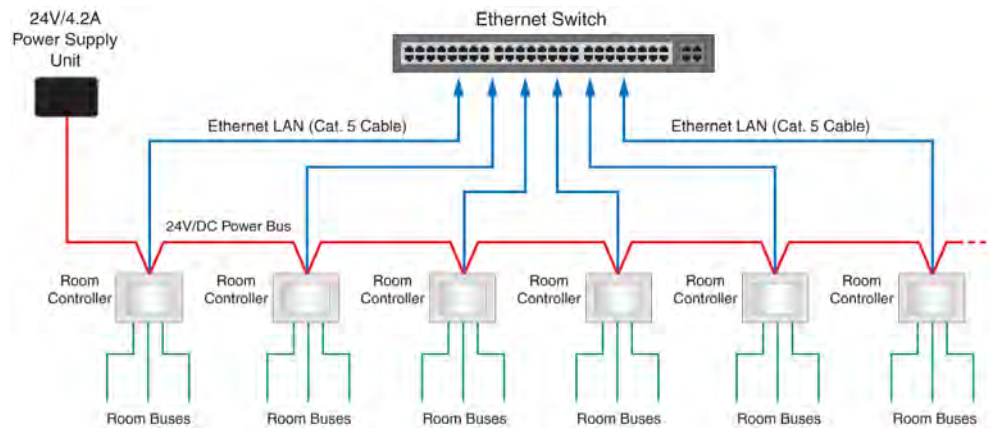 24V/4.2A
Power Supply
Unit
Ethernet Switch
Ethernet LAN (Cat. 5 Cable)
Ethernet LAN (Cat. 5 Cable)
24V/DC Power Bus
Room
Controller
Room
Controller
Room
Controller
Room
Controller
Room
Controller
Room
Controller
Room Buses
Room Buses
Room Buses
Room Buses
Room Buses
Room Buses